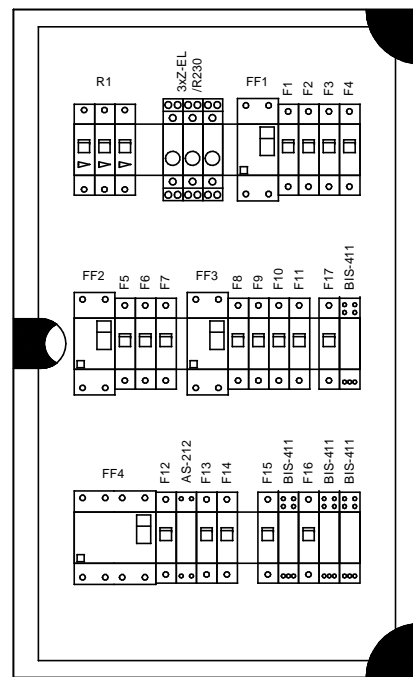 R1
3xZ-EL
/R230
FF1
F1
F2
F3
F4
FF2
F5
F6
F7
FF3
F8
F9
F10
F11
F17
BIS-411
FF4
F12
AS-212
F13
F14
F15
BIS-411
F16
BIS-411
BIS-411